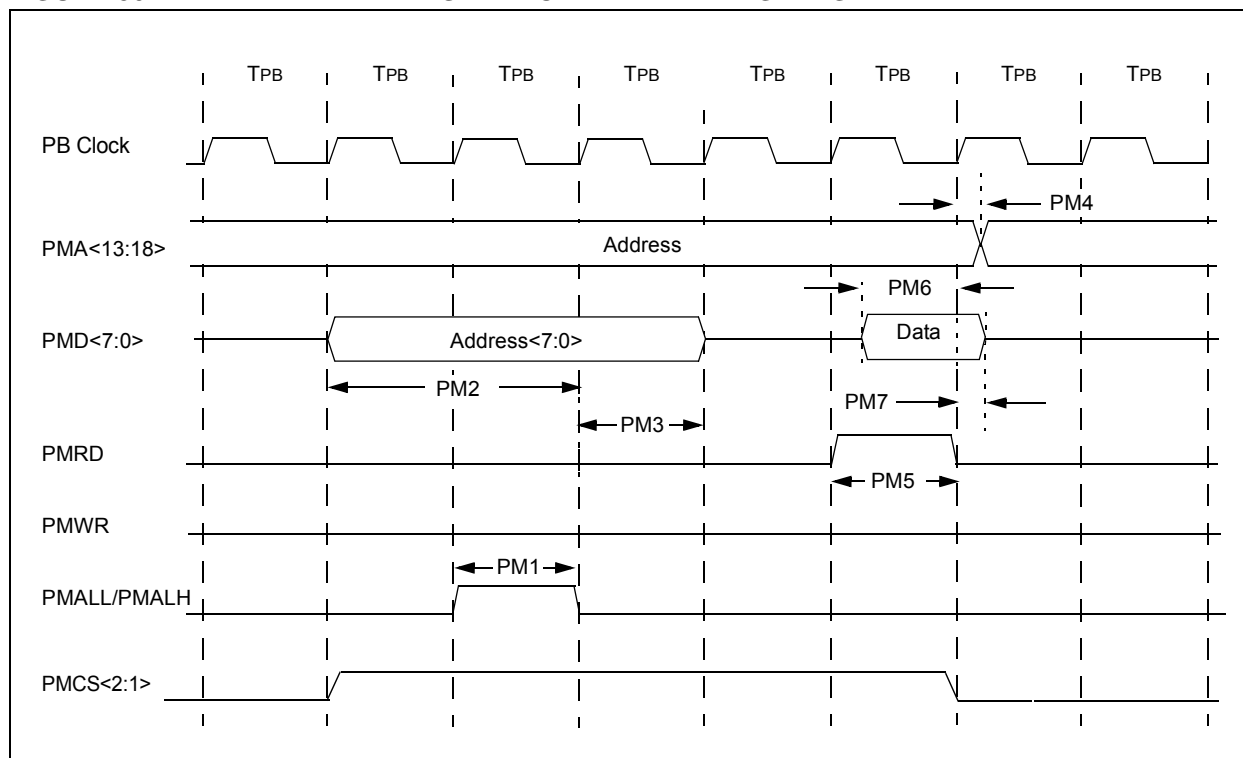 TPB TPB TPB TPB TPB TPB TPB TPB
PB Clock
PM4
PMA<13:18>
Address
PM6
PMD<7:0>
Address<7:0>
Data
PM2
PM7
PM3
PMRD
PM5
PMWR
PM1
PMALL/PMALH
PMCS<2:1>